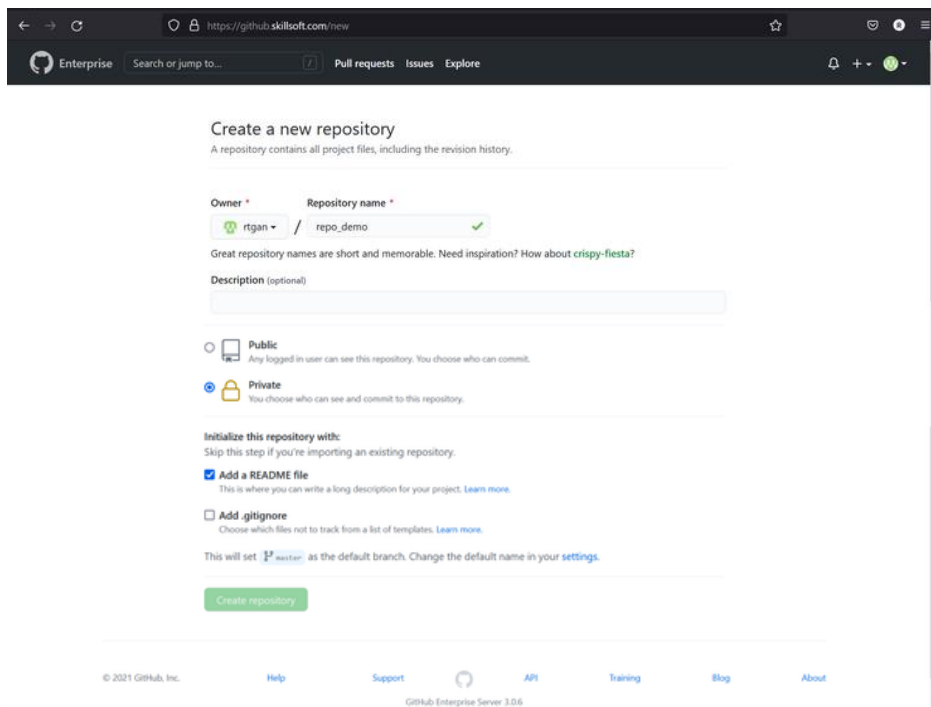 https://github.skillsoft.com/new
Enterprise Search or jump to... / Pull requests Issues Explore
Create a new repository
A repository contains all project files, including the revision history.
Owner * Repository name *
rtgan / repo_demo
Great repository names are short and memorable. Need inspiration? How about crispy-fiesta?
Description (optional)
Public
Any logged in user can see this repository. You choose who can commit.
Private
You choose who can see and commit to this repository.
Initialize this repository with:
Skip this step if you're importing an existing repository.
Add a README file
This is where you can write a long description for your project. Learn more.
Add .gitignore
Choose which files not to track from a list of templates. Learn more.
This will set master as the default branch. Change the default name in your settings.
Create repository
© 2021 GitHub, Inc. Help Support API Training Blog About
GitHub Enterprise Server 3.0.6